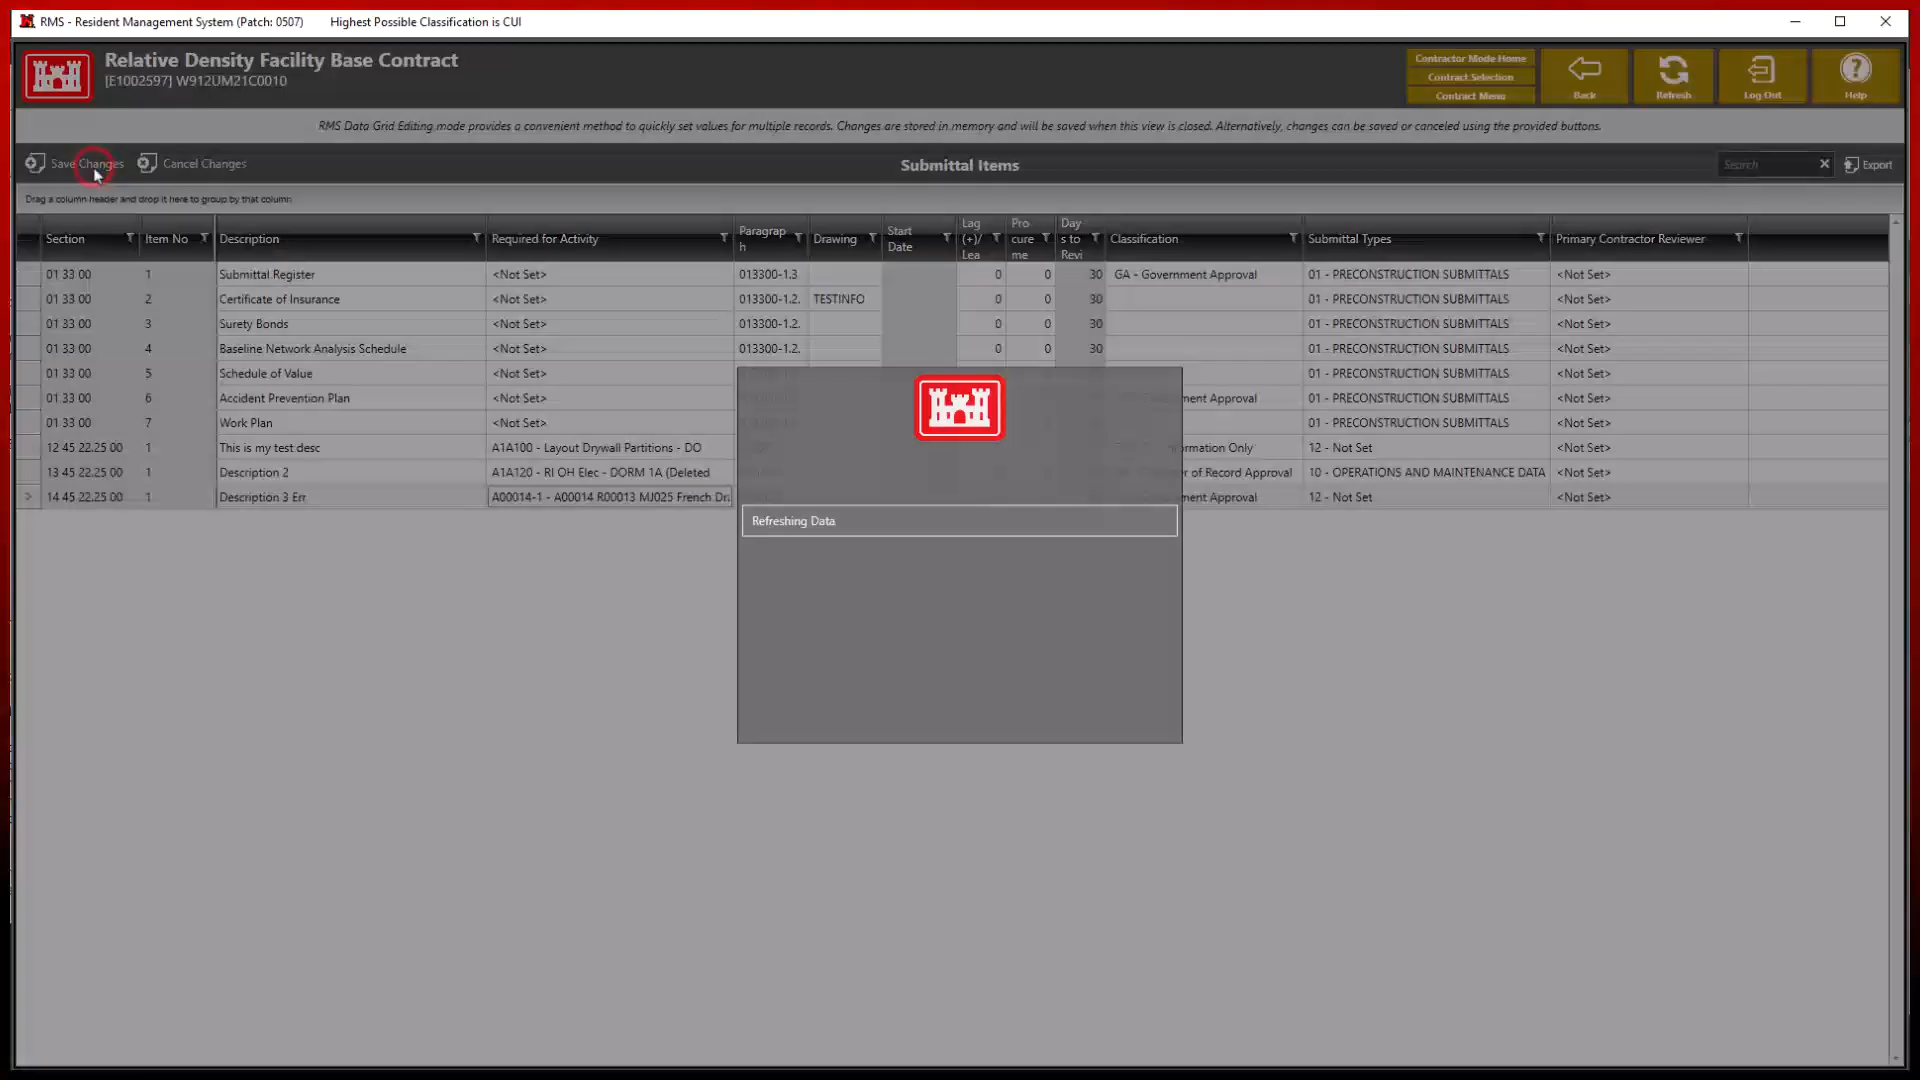 RMS - Resident Management System (Patch: 0507) Highest Possible Classification is CUI
Relative Density Facility Base Contract
[E1002597] W912UM21C0010
Contractor Mode Home
Contract Selection
Contract Menu
Back
Refresh
Log Out
Help
RMS Data Grid Editing mode provides a convenient method to quickly set values for multiple records. Changes are stored in memory and will be saved when this view is closed. Alternatively, changes can be saved or canceled using the provided buttons.
Save Changes Cancel Changes Submittal Items Search Export
Drag a column header and drop it here to group by that column
Section Item No Description Required for Activity Paragrap h Drawing Start Date Lag (+)/ Lea Pro cure me Day s to Revi Classification Submittal Types Primary Contractor Reviewer
01 33 00 1 Submittal Register <Not Set> 013300-1.3 0 0 30 GA - Government Approval 01 - PRECONSTRUCTION SUBMITTALS <Not Set>
01 33 00 2 Certificate of Insurance <Not Set> 013300-1.2. TESTINFO 0 0 30 01 - PRECONSTRUCTION SUBMITTALS <Not Set>
01 33 00 3 Surety Bonds <Not Set> 013300-1.2. 0 0 30 01 - PRECONSTRUCTION SUBMITTALS <Not Set>
01 33 00 4 Baseline Network Analysis Schedule <Not Set> 013300-1.2. 0 0 30 01 - PRECONSTRUCTION SUBMITTALS <Not Set>
01 33 00 5 Schedule of Value <Not Set> 01 - PRECONSTRUCTION SUBMITTALS <Not Set>
01 33 00 6 Accident Prevention Plan <Not Set> ment Approval 01 - PRECONSTRUCTION SUBMITTALS <Not Set>
01 33 00 7 Work Plan <Not Set> 01 - PRECONSTRUCTION SUBMITTALS <Not Set>
12 45 22.25 00 1 This is my test desc A1A100 - Layout Drywall Partitions - DO ormation Only 12 - Not Set <Not Set>
13 45 22.25 00 1 Description 2 A1A120 - RI OH Elec - DORM 1A (Deleted r of Record Approval 10 - OPERATIONS AND MAINTENANCE DATA <Not Set>
14 45 22.25 00 1 Description 3 Err A00014-1 - A00014 R00013 MJ025 French Dr. ment Approval 12 - Not Set <Not Set>
Refreshing Data